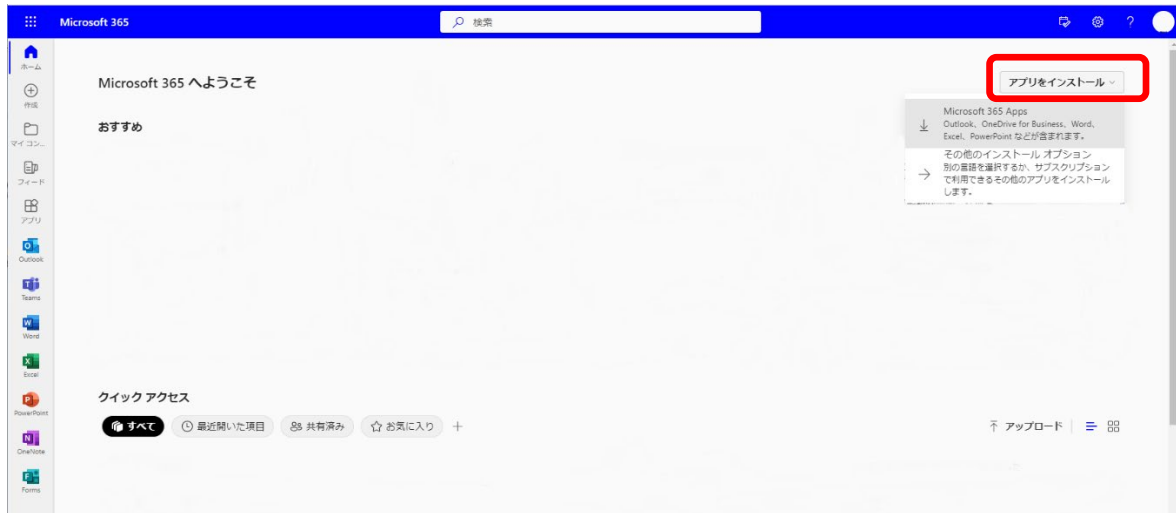 Microsoft 365
検索
?
ホーム
作成
マイ コン...
フィード
アプリ
Outlook
Teams
Word
Excel
PowerPoint
OneNote
Forms
Microsoft 365 へようこそ
アプリをインストール
Microsoft 365 Apps
Outlook、OneDrive for Business、Word、
Excel、PowerPoint などが含まれます。
その他のインストール オプション
別の言語を選択するか、サブスクリプション
で利用できるその他のアプリをインストール
します。
おすすめ
クイック アクセス
すべて
最近開いた項目
共有済み
お気に入り
アップロード